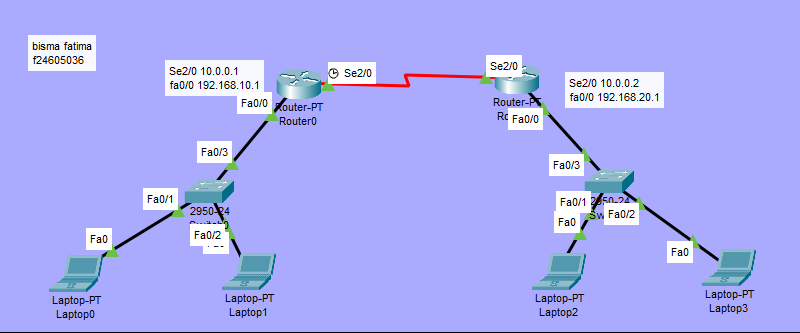 bisma fatima
f24605036
Se2/0 10.0.0.1
fa0/0 192.168.10.1
Se2/0
Fa0/0
Router-PT
Router0
Se2/0
Router-PT
Fa0/0
Se2/0 10.0.0.2
fa0/0 192.168.20.1
Fa0/3
Fa0/1
2950-24
Fa0/2
Fa0
Laptop-PT
Laptop0
Laptop-PT
Laptop1
Fa0/3
Fa0/1
2950-24
Fa0/2
Fa0
Fa0
Laptop-PT
Laptop2
Laptop-PT
Laptop3